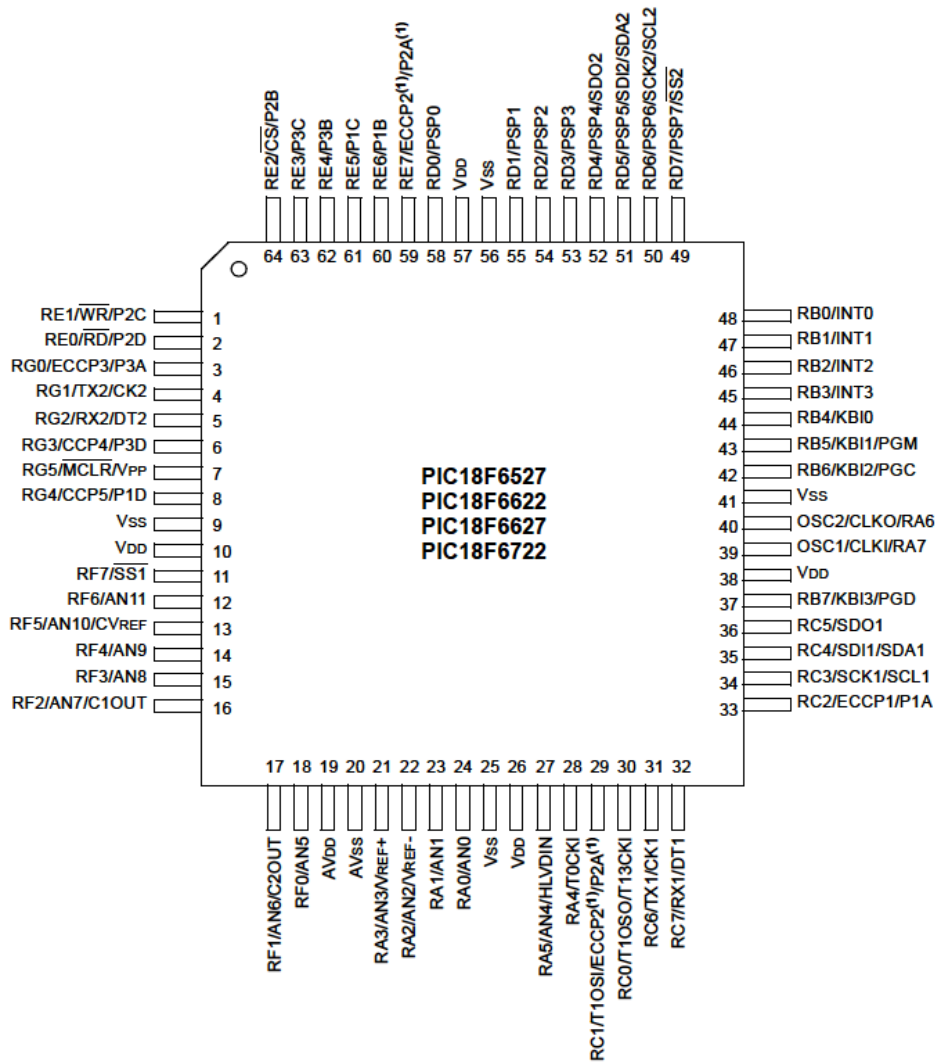 RE2/CS/P2B
RE3/P3C
RE4/P3B
RE5/P1C
RE6/P1B
RE7/ECCP2(1)/P2A(1)
RD0/PSP0
VDD
VSS
RD1/PSP1
RD2/PSP2
RD3/PSP3
RD4/PSP4/SDO2
RD5/PSP5/SDI2/SDA2
RD6/PSP6/SCK2/SCL2
RD7/PSP7/SS2
64 63 62 61 60 59 58 57 56 55 54 53 52 51 50 49
RE1/WR/P2C 1
RE0/RD/P2D 2
RG0/ECCP3/P3A 3
RG1/TX2/CK2 4
RG2/RX2/DT2 5
RG3/CCP4/P3D 6
RG5/MCLR/VPP 7
RG4/CCP5/P1D 8
VSS 9
VDD 10
RF7/SS1 11
RF6/AN11 12
RF5/AN10/CVREF 13
RF4/AN9 14
RF3/AN8 15
RF2/AN7/C1OUT 16
PIC18F6527
PIC18F6622
PIC18F6627
PIC18F6722
48 RB0/INT0
47 RB1/INT1
46 RB2/INT2
45 RB3/INT3
44 RB4/KBI0
43 RB5/KBI1/PGM
42 RB6/KBI2/PGC
41 VSS
40 OSC2/CLKO/RA6
39 OSC1/CLKI/RA7
38 VDD
37 RB7/KBI3/PGD
36 RC5/SDO1
35 RC4/SDI1/SDA1
34 RC3/SCK1/SCL1
33 RC2/ECCP1/P1A
17 18 19 20 21 22 23 24 25 26 27 28 29 30 31 32
RF1/AN6/C2OUT
RF0/AN5
AVDD
AVSS
RA3/AN3/VREF+
RA2/AN2/VREF-
RA1/AN1
RA0/AN0
VSS
VDD
RA5/AN4/HLVDIN
RA4/T0CKI
RC1/T1OSI/ECCP2(1)/P2A(1)
RC0/T1OSO/T13CKI
RC6/TX1/CK1
RC7/RX1/DT1